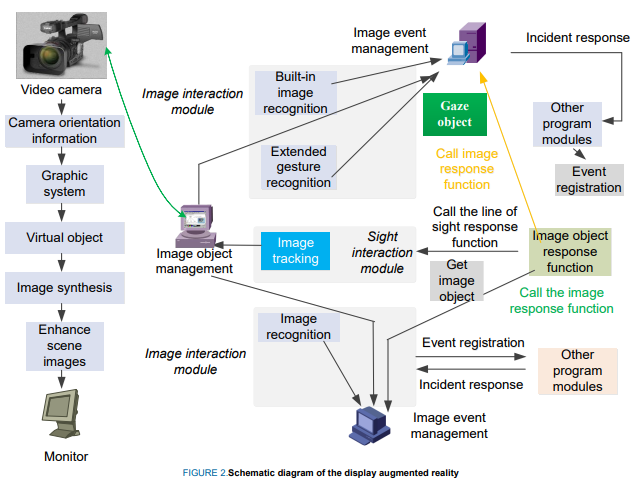 Video camera
Camera orientation
information
Graphic
system
Virtual object
Image synthesis
Enhance
scene
images
Monitor
Image interaction
module
Built-in
image
recognition
Extended
gesture
recognition
Image event
management
Gaze
object
Call image
response
function
Incident response
Other
program
modules
Event
registration
Image object
management
Image
tracking
Sight
interaction
module
Call the line of
sight response
function
Get
image
object
Image object
response
function
Call the image
response function
Image interaction
module
Image
recognition
Event registration
Incident response
Other
program
modules
Image event
management
FIGURE 2.Schematic diagram of the display augmented reality